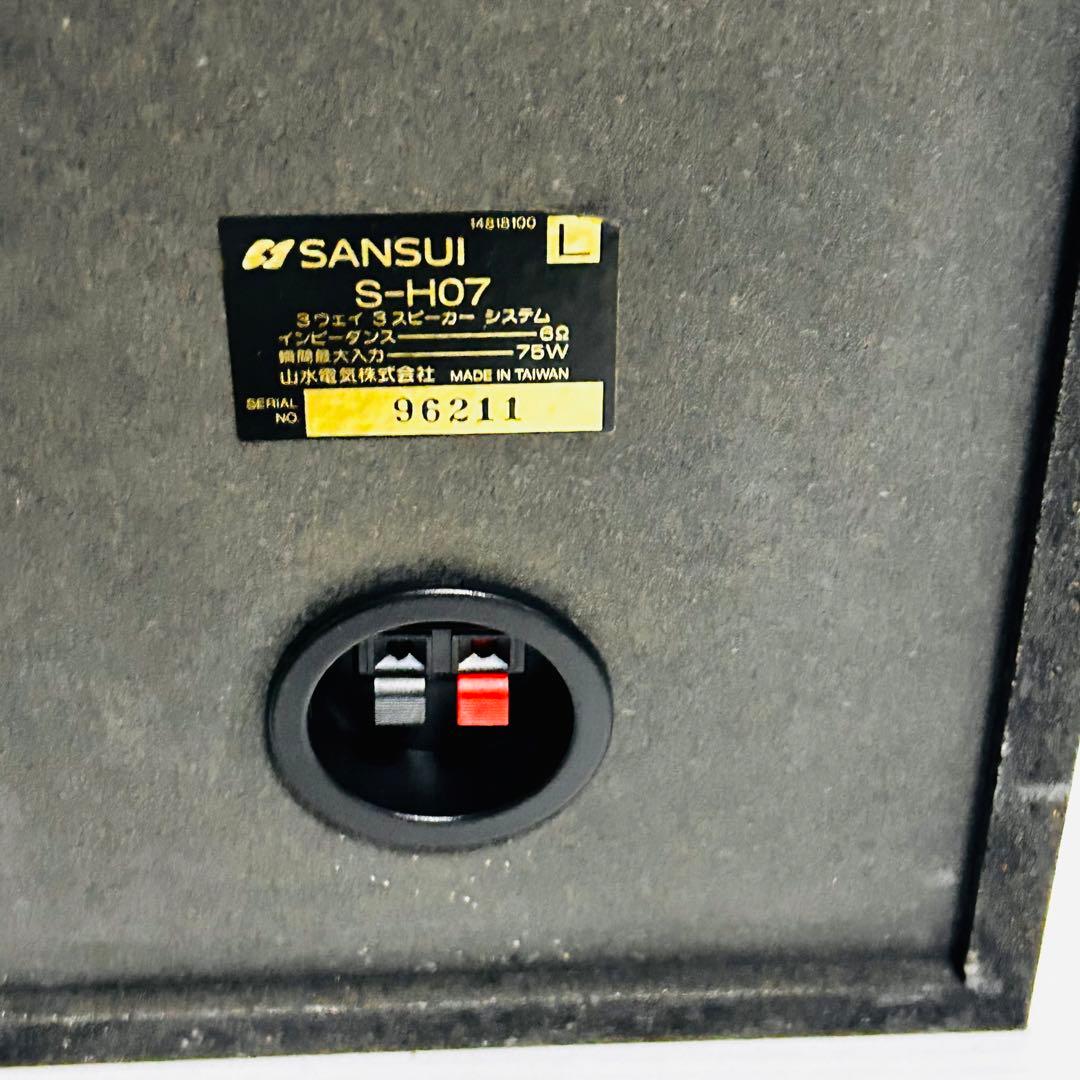 14818100
SANSUI L
S-H07
3ウェイ 3スピーカー システム
インピーダンス 6Ω
瞬間最大入力 75W
山水電気株式会社 MADE IN TAIWAN
SERIAL NO. 96211